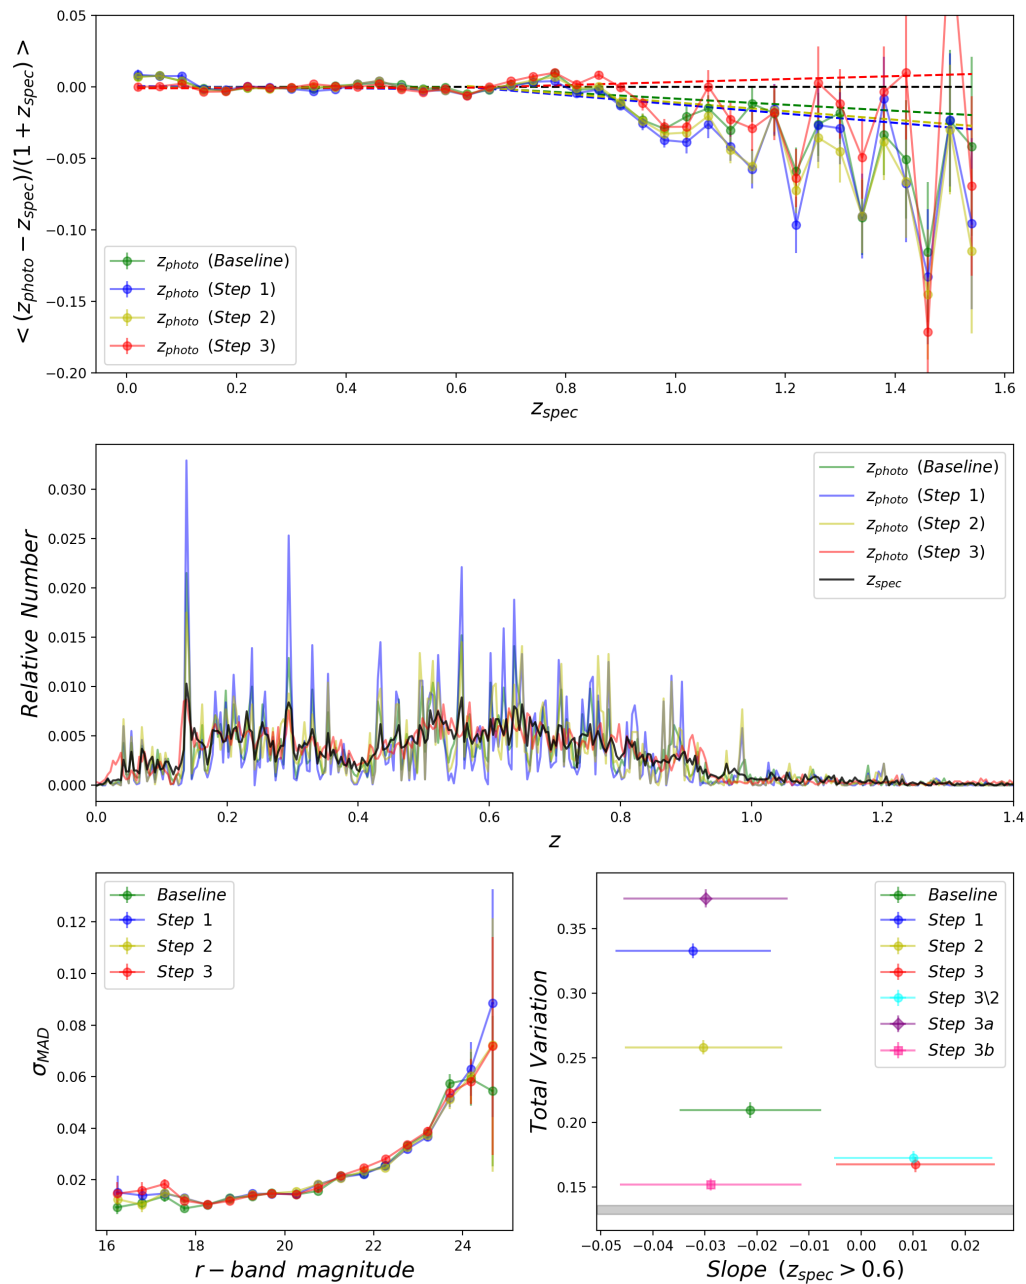 0.05
0.00
−0.05
−0.10
−0.15
−0.20
< (z_photo − z_spec)/(1 + z_spec) >
z_photo (Baseline)
z_photo (Step 1)
z_photo (Step 2)
z_photo (Step 3)
0.0 0.2 0.4 0.6 0.8 1.0 1.2 1.4 1.6
z_spec
0.030
0.025
0.020
0.015
0.010
0.005
0.000
Relative Number
z_photo (Baseline)
z_photo (Step 1)
z_photo (Step 2)
z_photo (Step 3)
z_spec
0.0 0.2 0.4 0.6 0.8 1.0 1.2 1.4
z
0.12
0.10
0.08
0.06
0.04
0.02
σ_MAD
Baseline
Step 1
Step 2
Step 3
16 18 20 22 24
r − band magnitude
0.35
0.30
0.25
0.20
0.15
Total Variation
Baseline
Step 1
Step 2
Step 3
Step 3\2
Step 3a
Step 3b
−0.05 −0.04 −0.03 −0.02 −0.01 0.00 0.01 0.02
Slope (z_spec > 0.6)